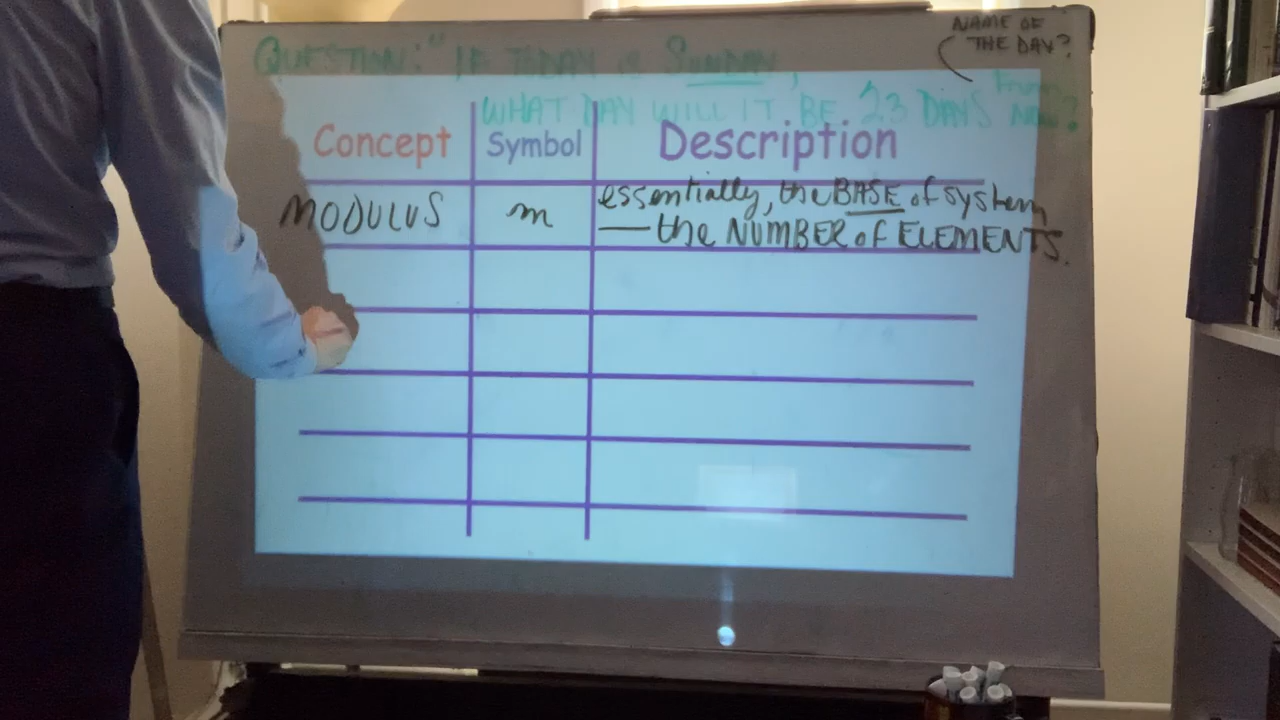 NAME OF
THE DAY?
QUESTION: "IF TODAY is SUNDAY,
WHAT DAY WILL IT BE 23 DAYS From Now?
Concept Symbol Description
MODULUS m essentially, the BASE of system
— the NUMBER of ELEMENTS.